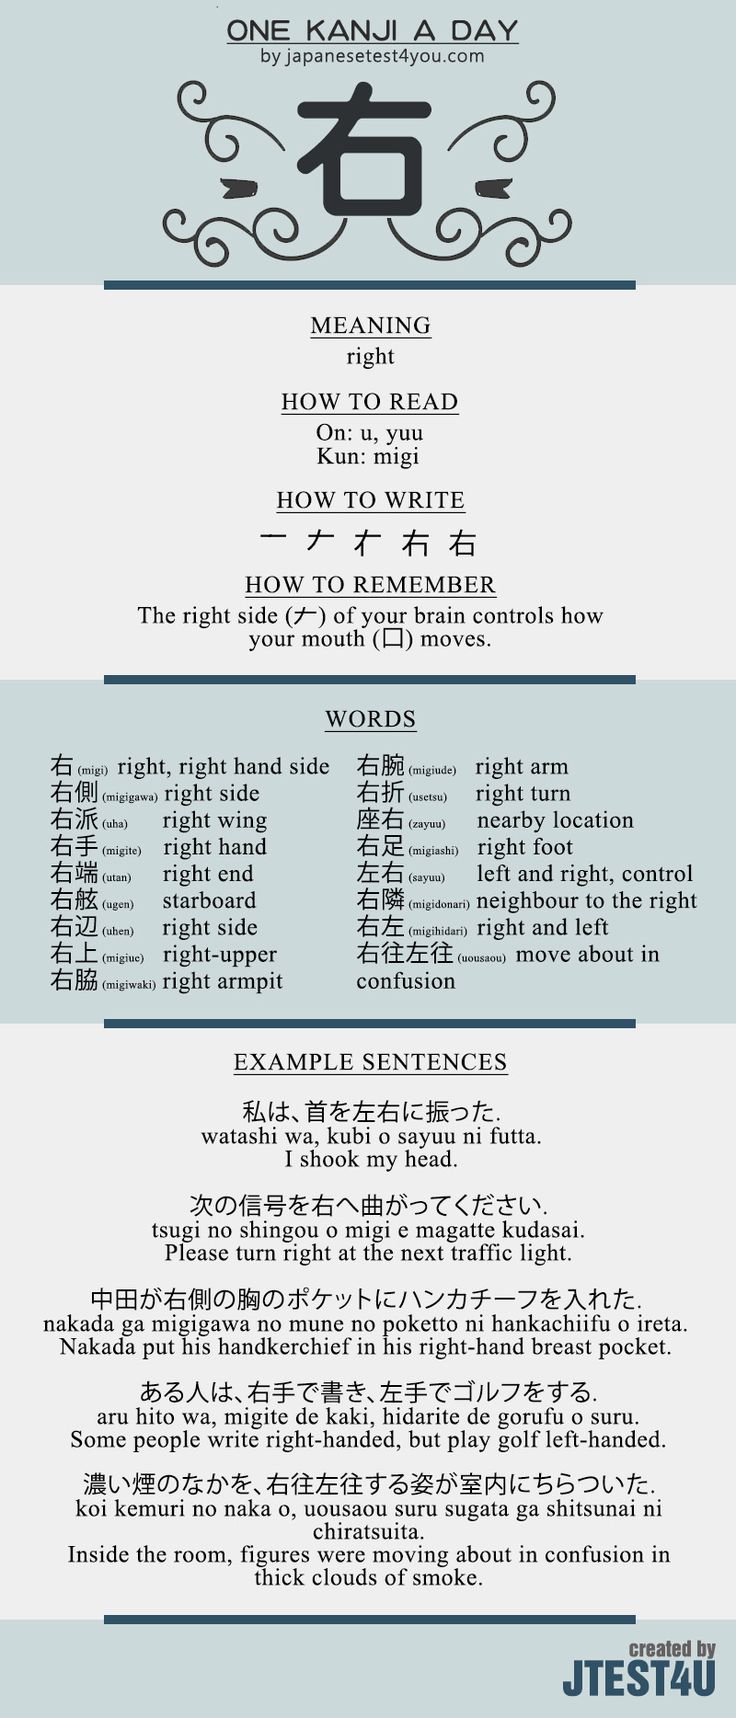 ONE KANJI A DAY
by japanesetest4you.com
右
MEANING
right
HOW TO READ
On: u, yuu
Kun: migi
HOW TO WRITE
右 右
HOW TO REMEMBER
The right side (𠂇) of your brain controls how
your mouth (口) moves.
WORDS
右 (migi) right, right hand side
右側 (migigawa) right side
右派 (uha) right wing
右手 (migite) right hand
右端 (utan) right end
右舷 (ugen) starboard
右辺 (uhen) right side
右上 (migiue) right-upper
右脇 (migiwaki) right armpit
右腕 (migiude) right arm
右折 (usetsu) right turn
座右 (zayuu) nearby location
右足 (migiashi) right foot
左右 (sayuu) left and right, control
右隣 (migidonari) neighbour to the right
右左 (migihidari) right and left
右往左往 (uousaou) move about in
confusion
EXAMPLE SENTENCES
私は、首を左右に振った.
watashi wa, kubi o sayuu ni futta.
I shook my head.
次の信号を右へ曲がってください.
tsugi no shingou o migi e magatte kudasai.
Please turn right at the next traffic light.
中田が右側の胸のポケットにハンカチーフを入れた.
nakada ga migigawa no mune no poketto ni hankachiifu o ireta.
Nakada put his handkerchief in his right-hand breast pocket.
ある人は、右手で書き、左手でゴルフをする.
aru hito wa, migite de kaki, hidarite de gorufu o suru.
Some people write right-handed, but play golf left-handed.
濃い煙のなかを、右往左往する姿が室内にちらついた.
koi kemuri no naka o, uousaou suru sugata ga shitsunai ni
chiratsuita.
Inside the room, figures were moving about in confusion in
thick clouds of smoke.
created by
JTEST4U